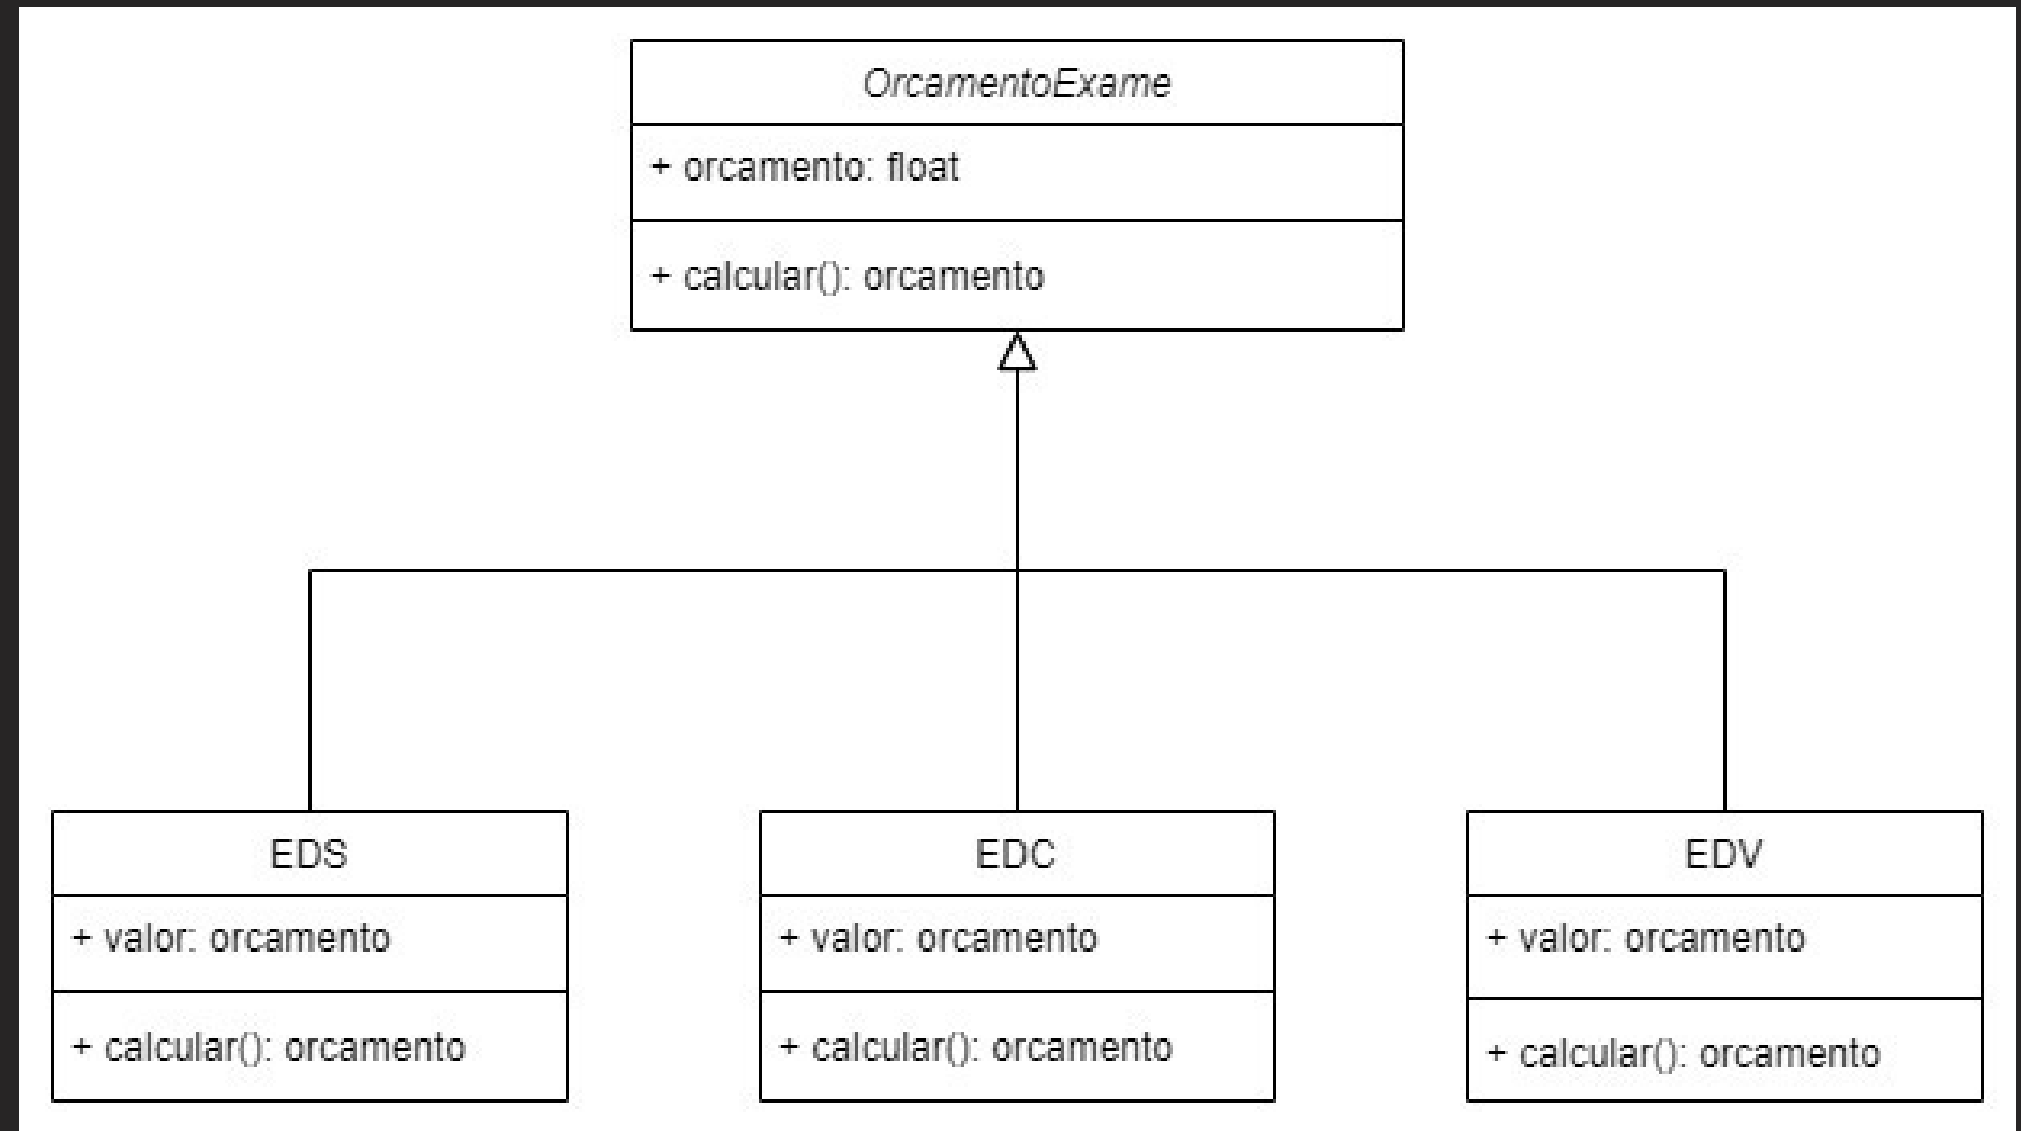 OrcamentoExame
+ orcamento: float
+ calcular(): orcamento
EDS
+ valor: orcamento
+ calcular(): orcamento
EDC
+ valor: orcamento
+ calcular(): orcamento
EDV
+ valor: orcamento
+ calcular(): orcamento